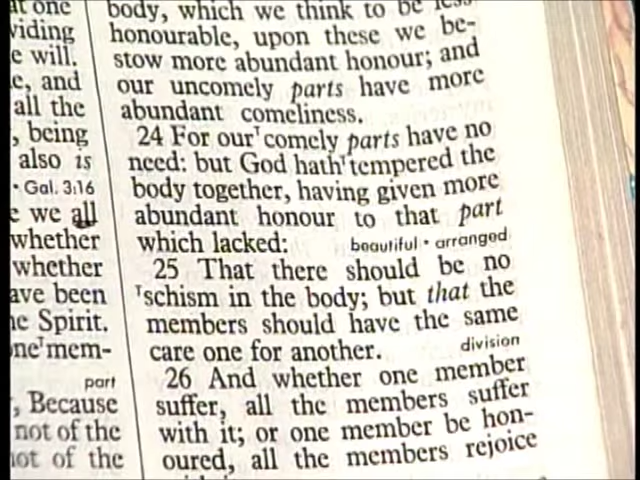 at one
viding
e will.
e, and
all the
, being
also is
• Gal. 3:16
e we all
whether
whether
ave been
e Spirit.
one ᵀmem-
part
, Because
not of the
not of the
body, which we think to be less
honourable, upon these we be-
stow more abundant honour; and
our uncomely parts have more
abundant comeliness.
24 For our ᵀcomely parts have no
need: but God hath ᵀtempered the
body together, having given more
abundant honour to that part
which lacked: beautiful • arranged
25 That there should be no
ᵀschism in the body; but that the
members should have the same
care one for another. division
26 And whether one member
suffer, all the members suffer
with it; or one member be hon-
oured, all the members rejoice